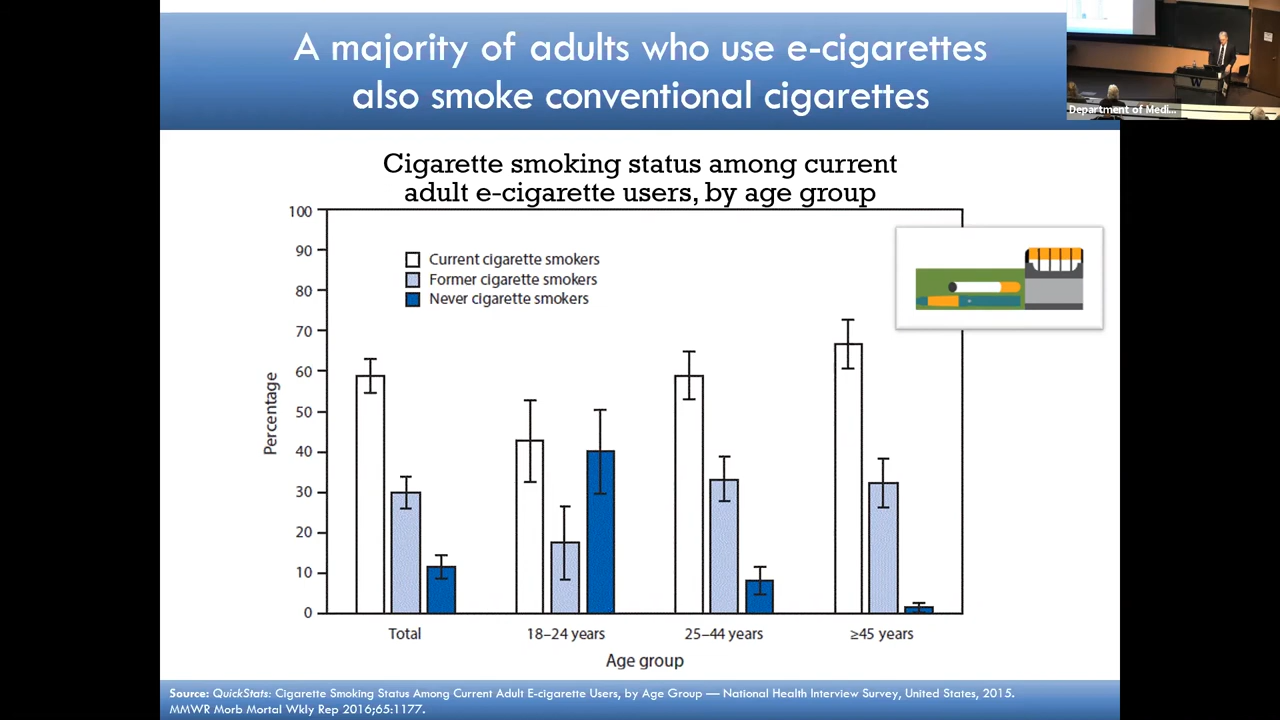 A majority of adults who use e-cigarettes
also smoke conventional cigarettes
Department of Medi...
W
Cigarette smoking status among current
adult e-cigarette users, by age group
100
90
80
70
60
50
40
30
20
10
0
Percentage
Current cigarette smokers
Former cigarette smokers
Never cigarette smokers
Total
18–24 years
25–44 years
≥45 years
Age group
Source: QuickStats: Cigarette Smoking Status Among Current Adult E-cigarette Users, by Age Group — National Health Interview Survey, United States, 2015.
MMWR Morb Mortal Wkly Rep 2016;65:1177.